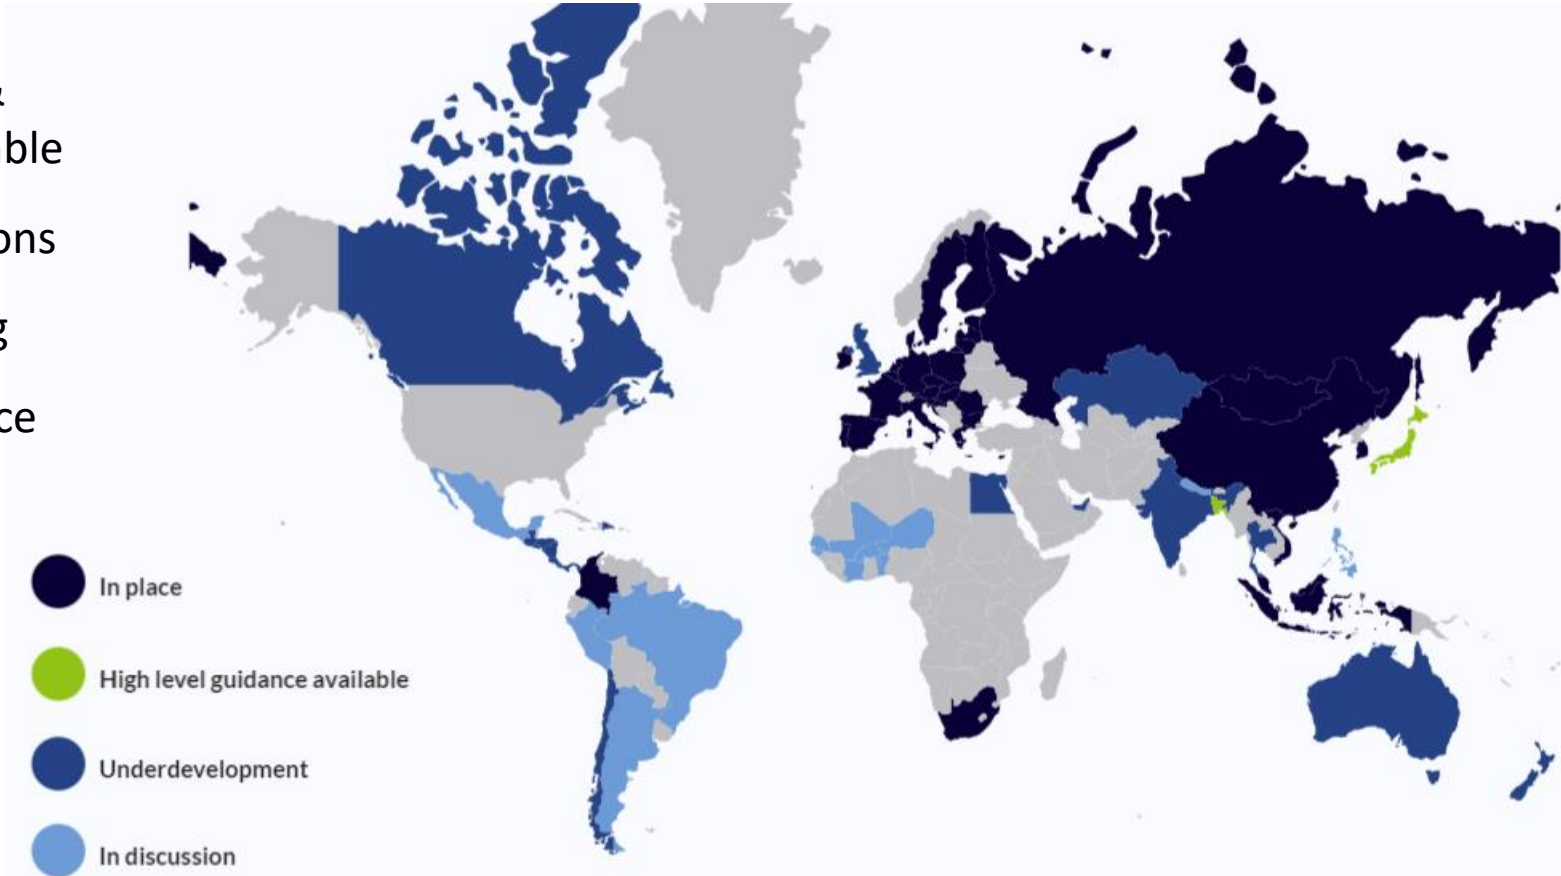 &
ble
ons
g
ce
In place
High level guidance available
Underdevelopment
In discussion